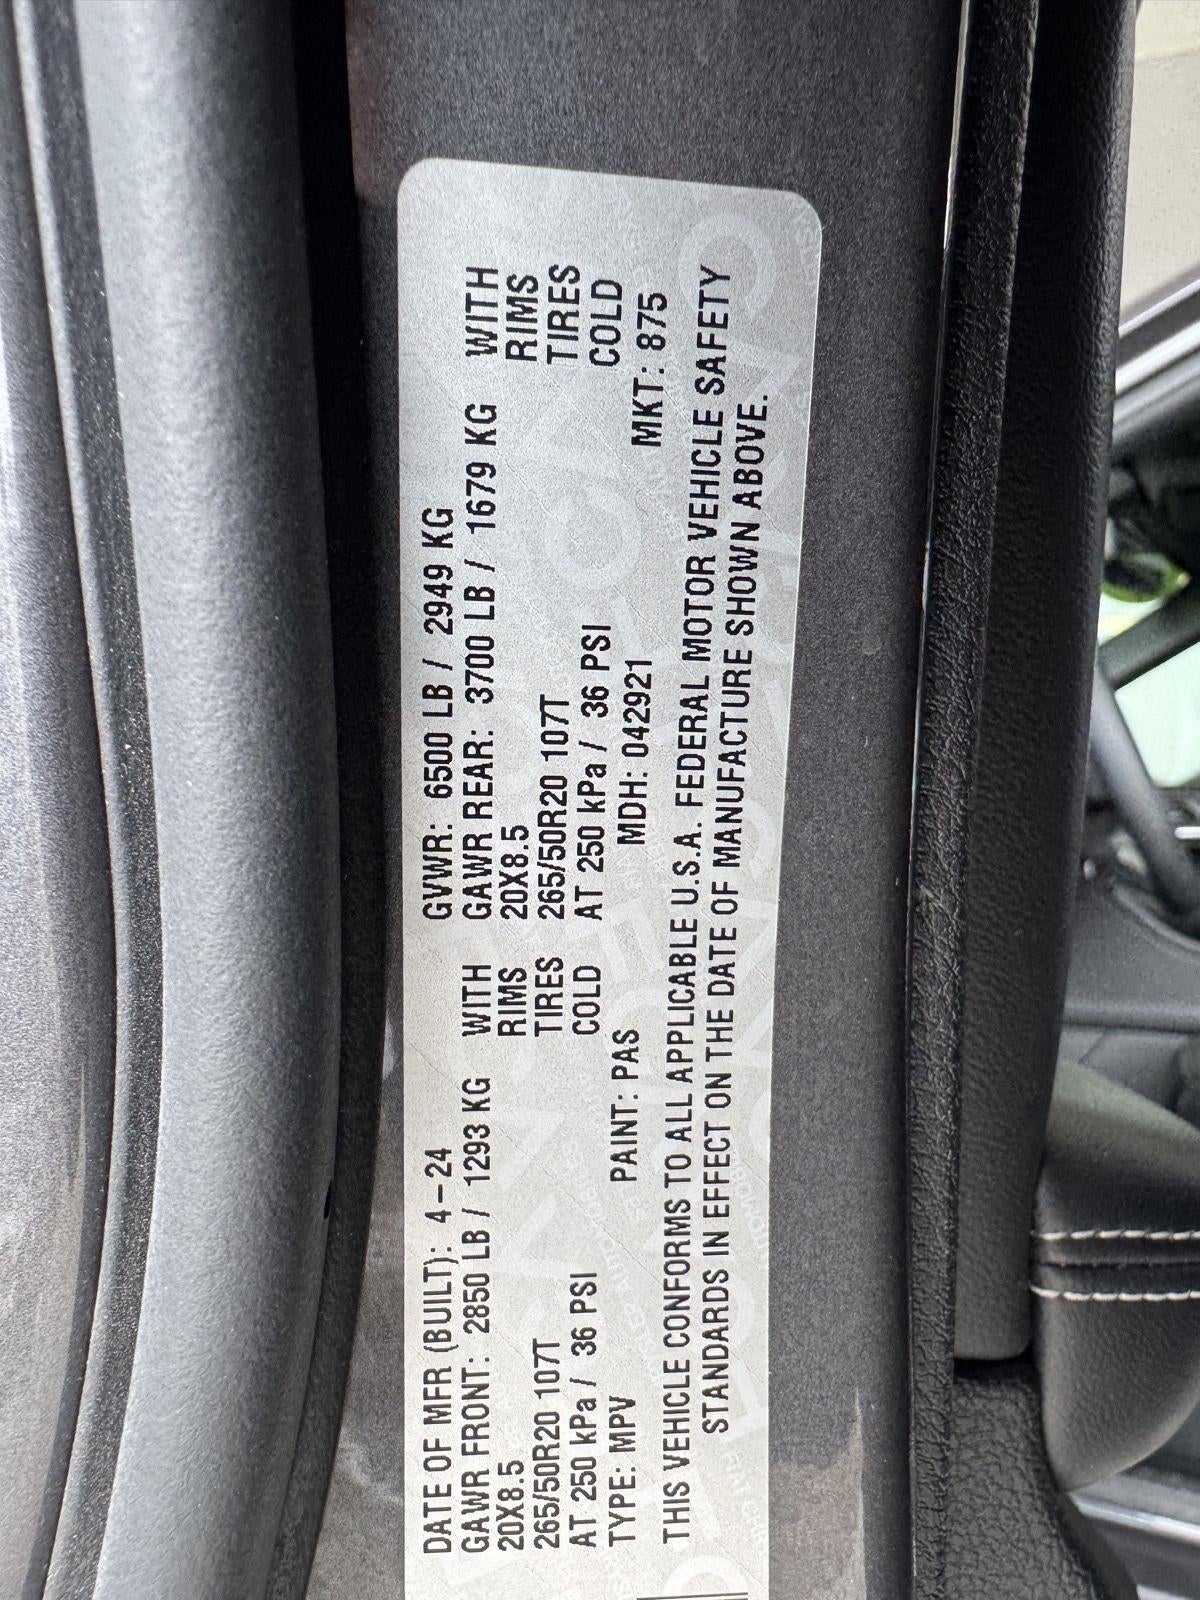 DATE OF MFR (BUILT): 4-24 GVWR: 6500 LB / 2949 KG
GAWR FRONT: 2850 LB / 1293 KG WITH GAWR REAR: 3700 LB / 1679 KG WITH
20X8.5 RIMS 20X8.5 RIMS
265/50R20 107T TIRES 265/50R20 107T TIRES
AT 250 kPa / 36 PSI COLD AT 250 kPa / 36 PSI COLD
TYPE: MPV PAINT: PAS MDH: 042921 MKT: 875
THIS VEHICLE CONFORMS TO ALL APPLICABLE U.S.A. FEDERAL MOTOR VEHICLE SAFETY
STANDARDS IN EFFECT ON THE DATE OF MANUFACTURE SHOWN ABOVE.